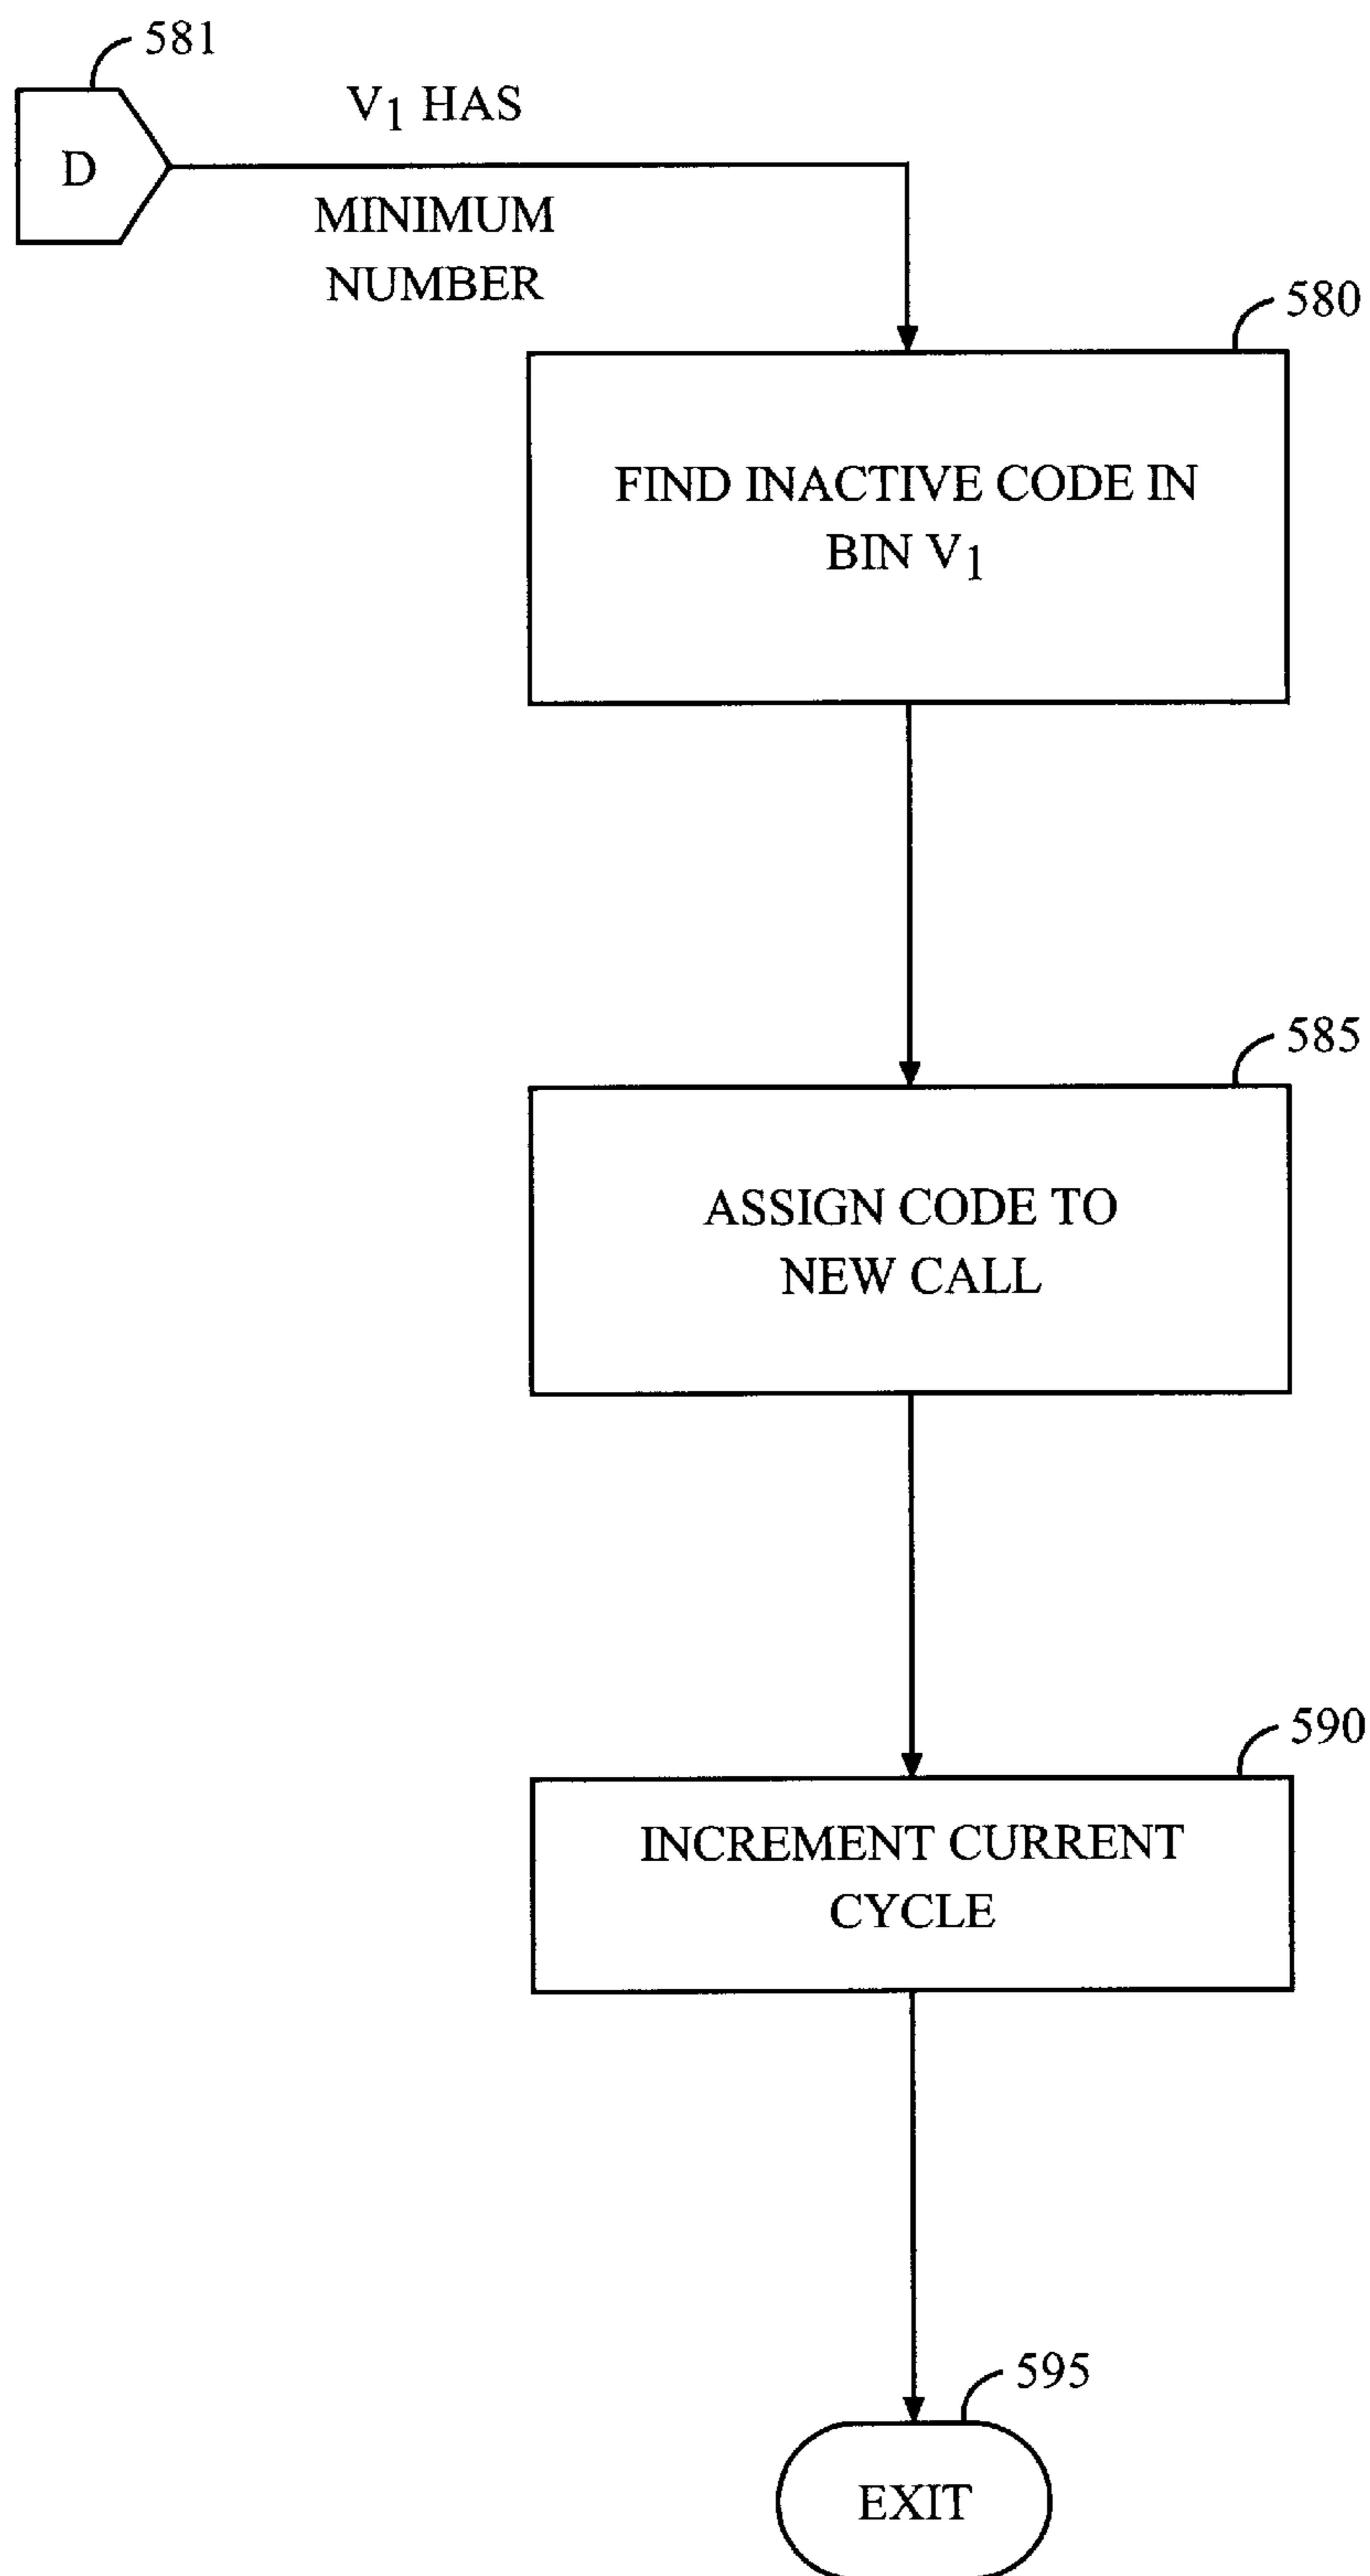 581
V1 HAS
D
MINIMUM
NUMBER
580
FIND INACTIVE CODE IN
BIN V1
585
ASSIGN CODE TO
NEW CALL
590
INCREMENT CURRENT
CYCLE
595
EXIT